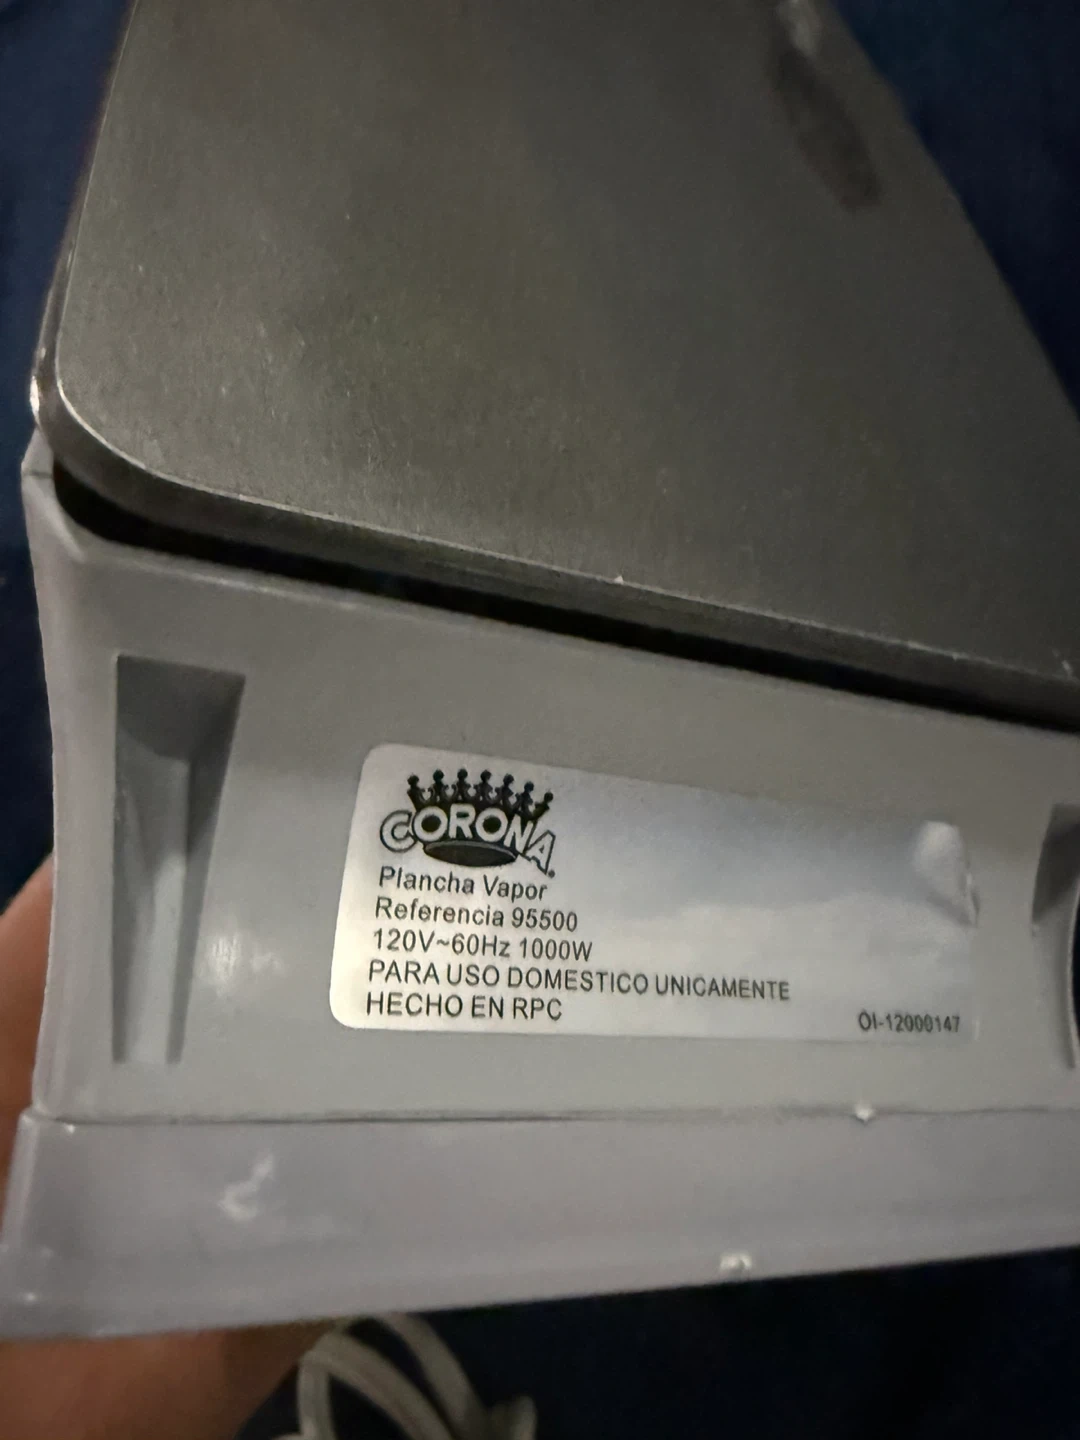 CORONA
Plancha Vapor
Referencia 95500
120V~60Hz 1000W
PARA USO DOMESTICO UNICAMENTE
HECHO EN RPC
OI-12000147